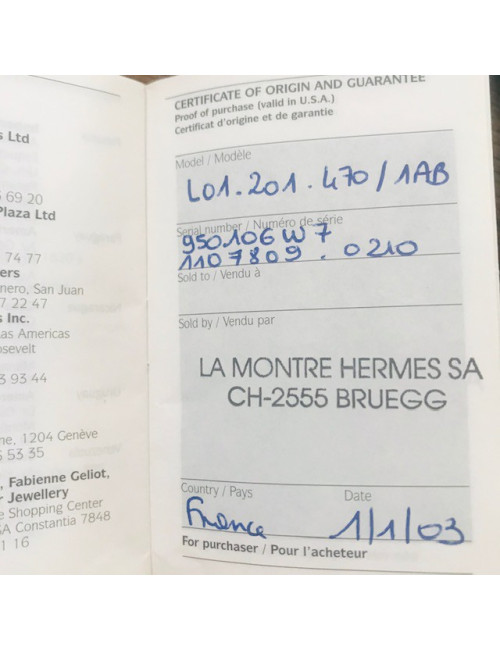 s Ltd
6 69 20
Plaza Ltd
74 77
ers
nero, San Juan
7 22 47
s Inc.
as Americas
osevelt
3 93 44
ne, 1204 Genève
6 53 35
, Fabienne Geliot,
r Jewellery
e Shopping Center
SA Constantia 7848
1 16
CERTIFICATE OF ORIGIN AND GUARANTEE
Proof of purchase (valid in U.S.A.)
Certificat d'origine et de garantie
Model / Modèle
L01.201.470/1AB
Serial number / Numéro de série
950106W7
1107809.0210
Sold to / Vendu à
Sold by / Vendu par
LA MONTRE HERMES SA
CH-2555 BRUEGG
Country / Pays Date
France 1/1/03
For purchaser / Pour l'acheteur